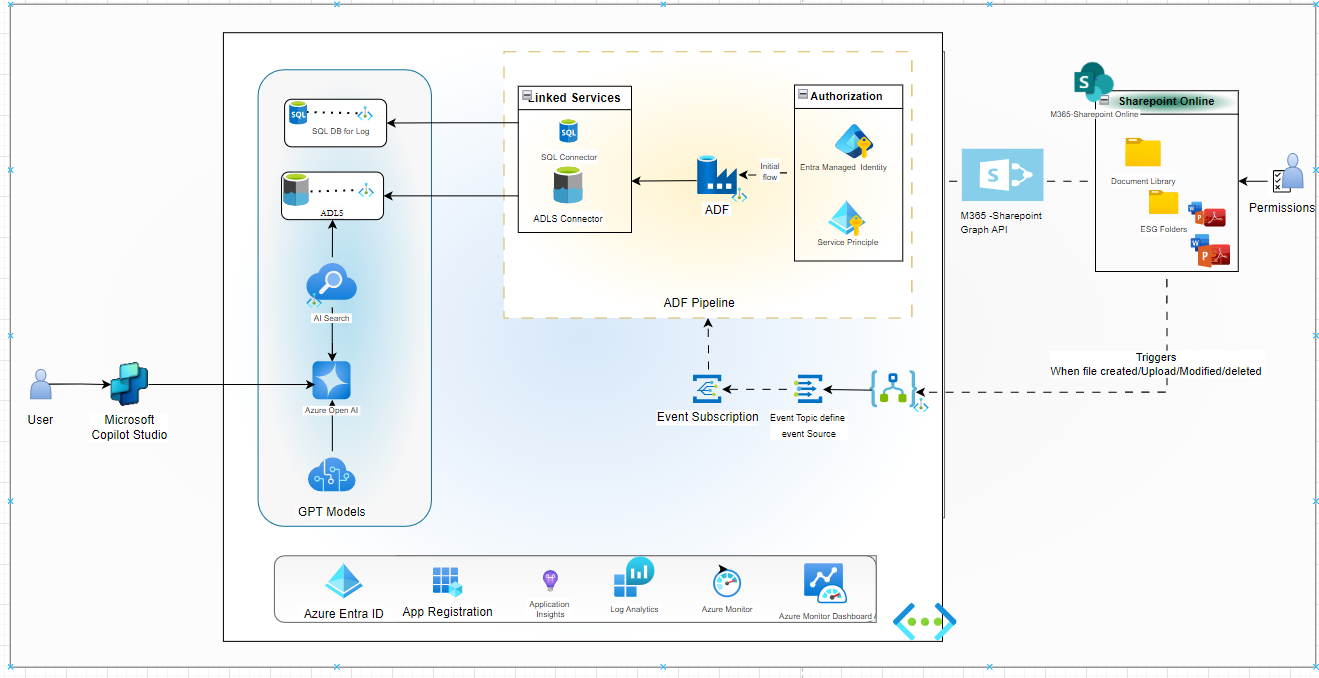 SQL
SQL DB for Log
ADLS
AI Search
Azure Open AI
GPT Models
User
Microsoft
Copilot Studio
Linked Services
SQL
SQL Connector
ADLS Connector
ADF
Initial
flow
Authorization
Entra Managed Identity
Service Principle
ADF Pipeline
Event Subscription
Event Topic define
event Source
S
M365 -Sharepoint
Graph API
S
M365-Sharepoint Online
Sharepoint Online
Document Library
ESG Folders
W
P
W
P
Permissions
Triggers
When file created/Upload/Modified/deleted
Azure Entra ID
App Registration
Application
Insights
Log Analytics
Azure Monitor
Azure Monitor Dashboard